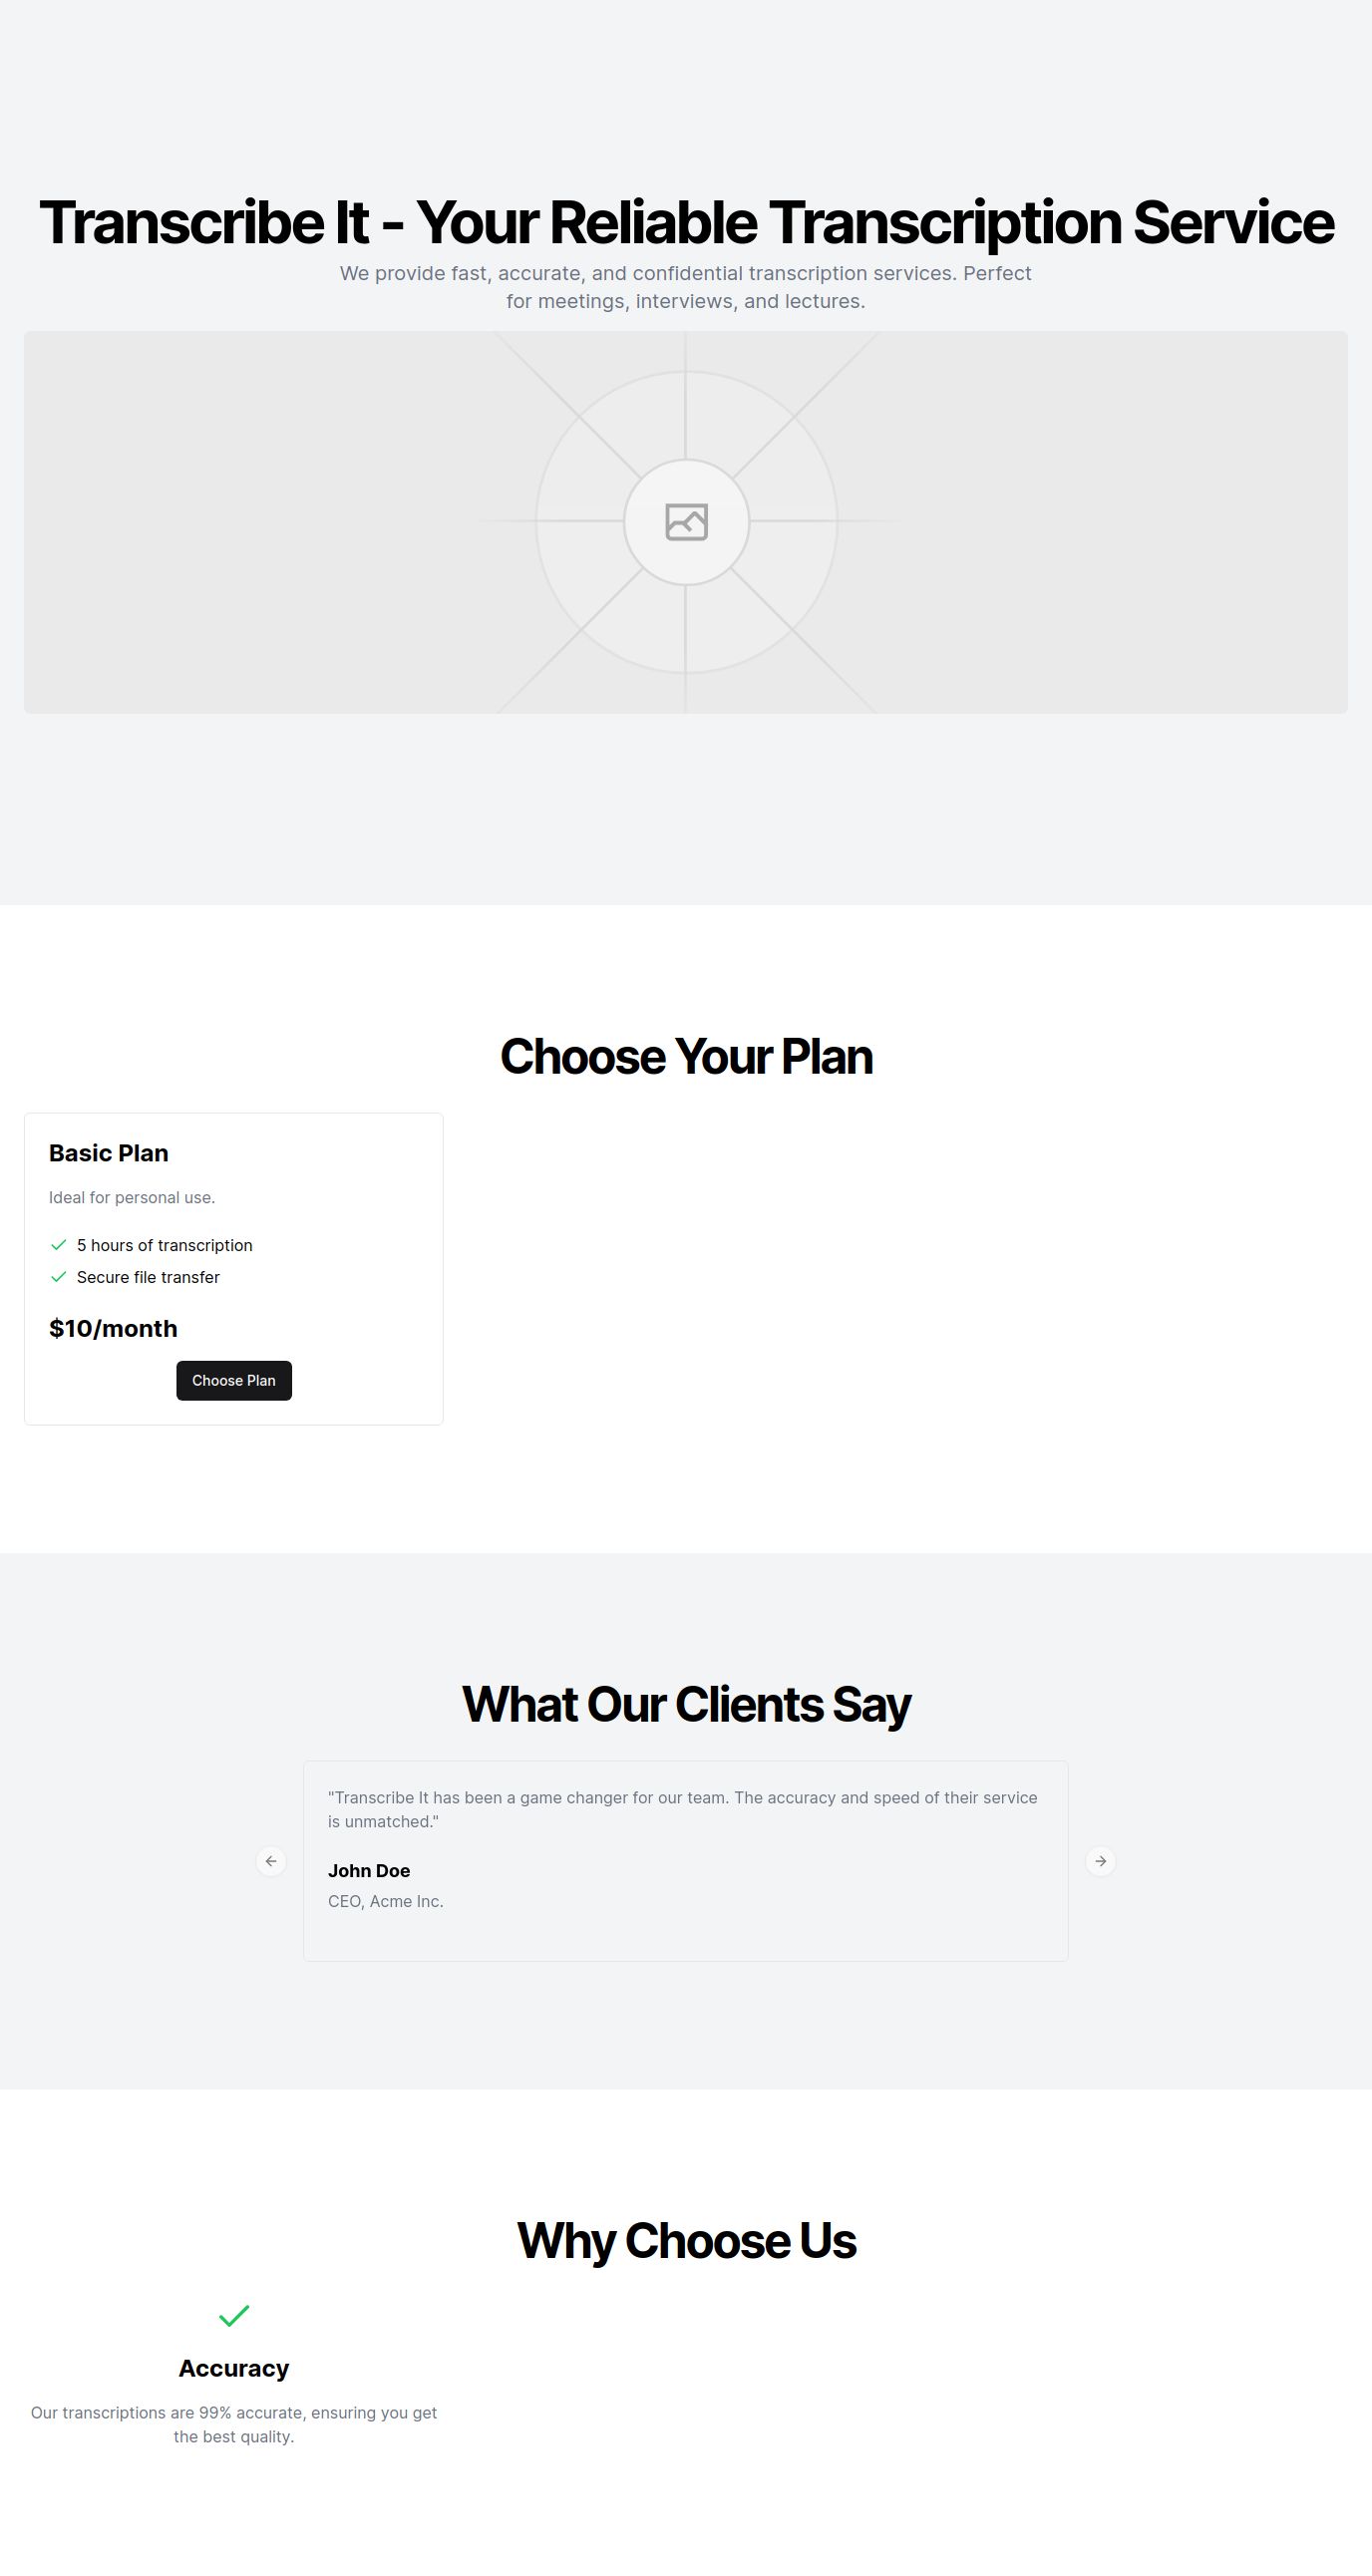 Transcribe It - Your Reliable Transcription Service
We provide fast, accurate, and confidential transcription services. Perfect
for meetings, interviews, and lectures.
Choose Your Plan
Basic Plan
Ideal for personal use.
5 hours of transcription
Secure file transfer
$10/month
Choose Plan
What Our Clients Say
"Transcribe It has been a game changer for our team. The accuracy and speed of their service
is unmatched."
John Doe
CEO, Acme Inc.
Why Choose Us
Accuracy
Our transcriptions are 99% accurate, ensuring you get
the best quality.